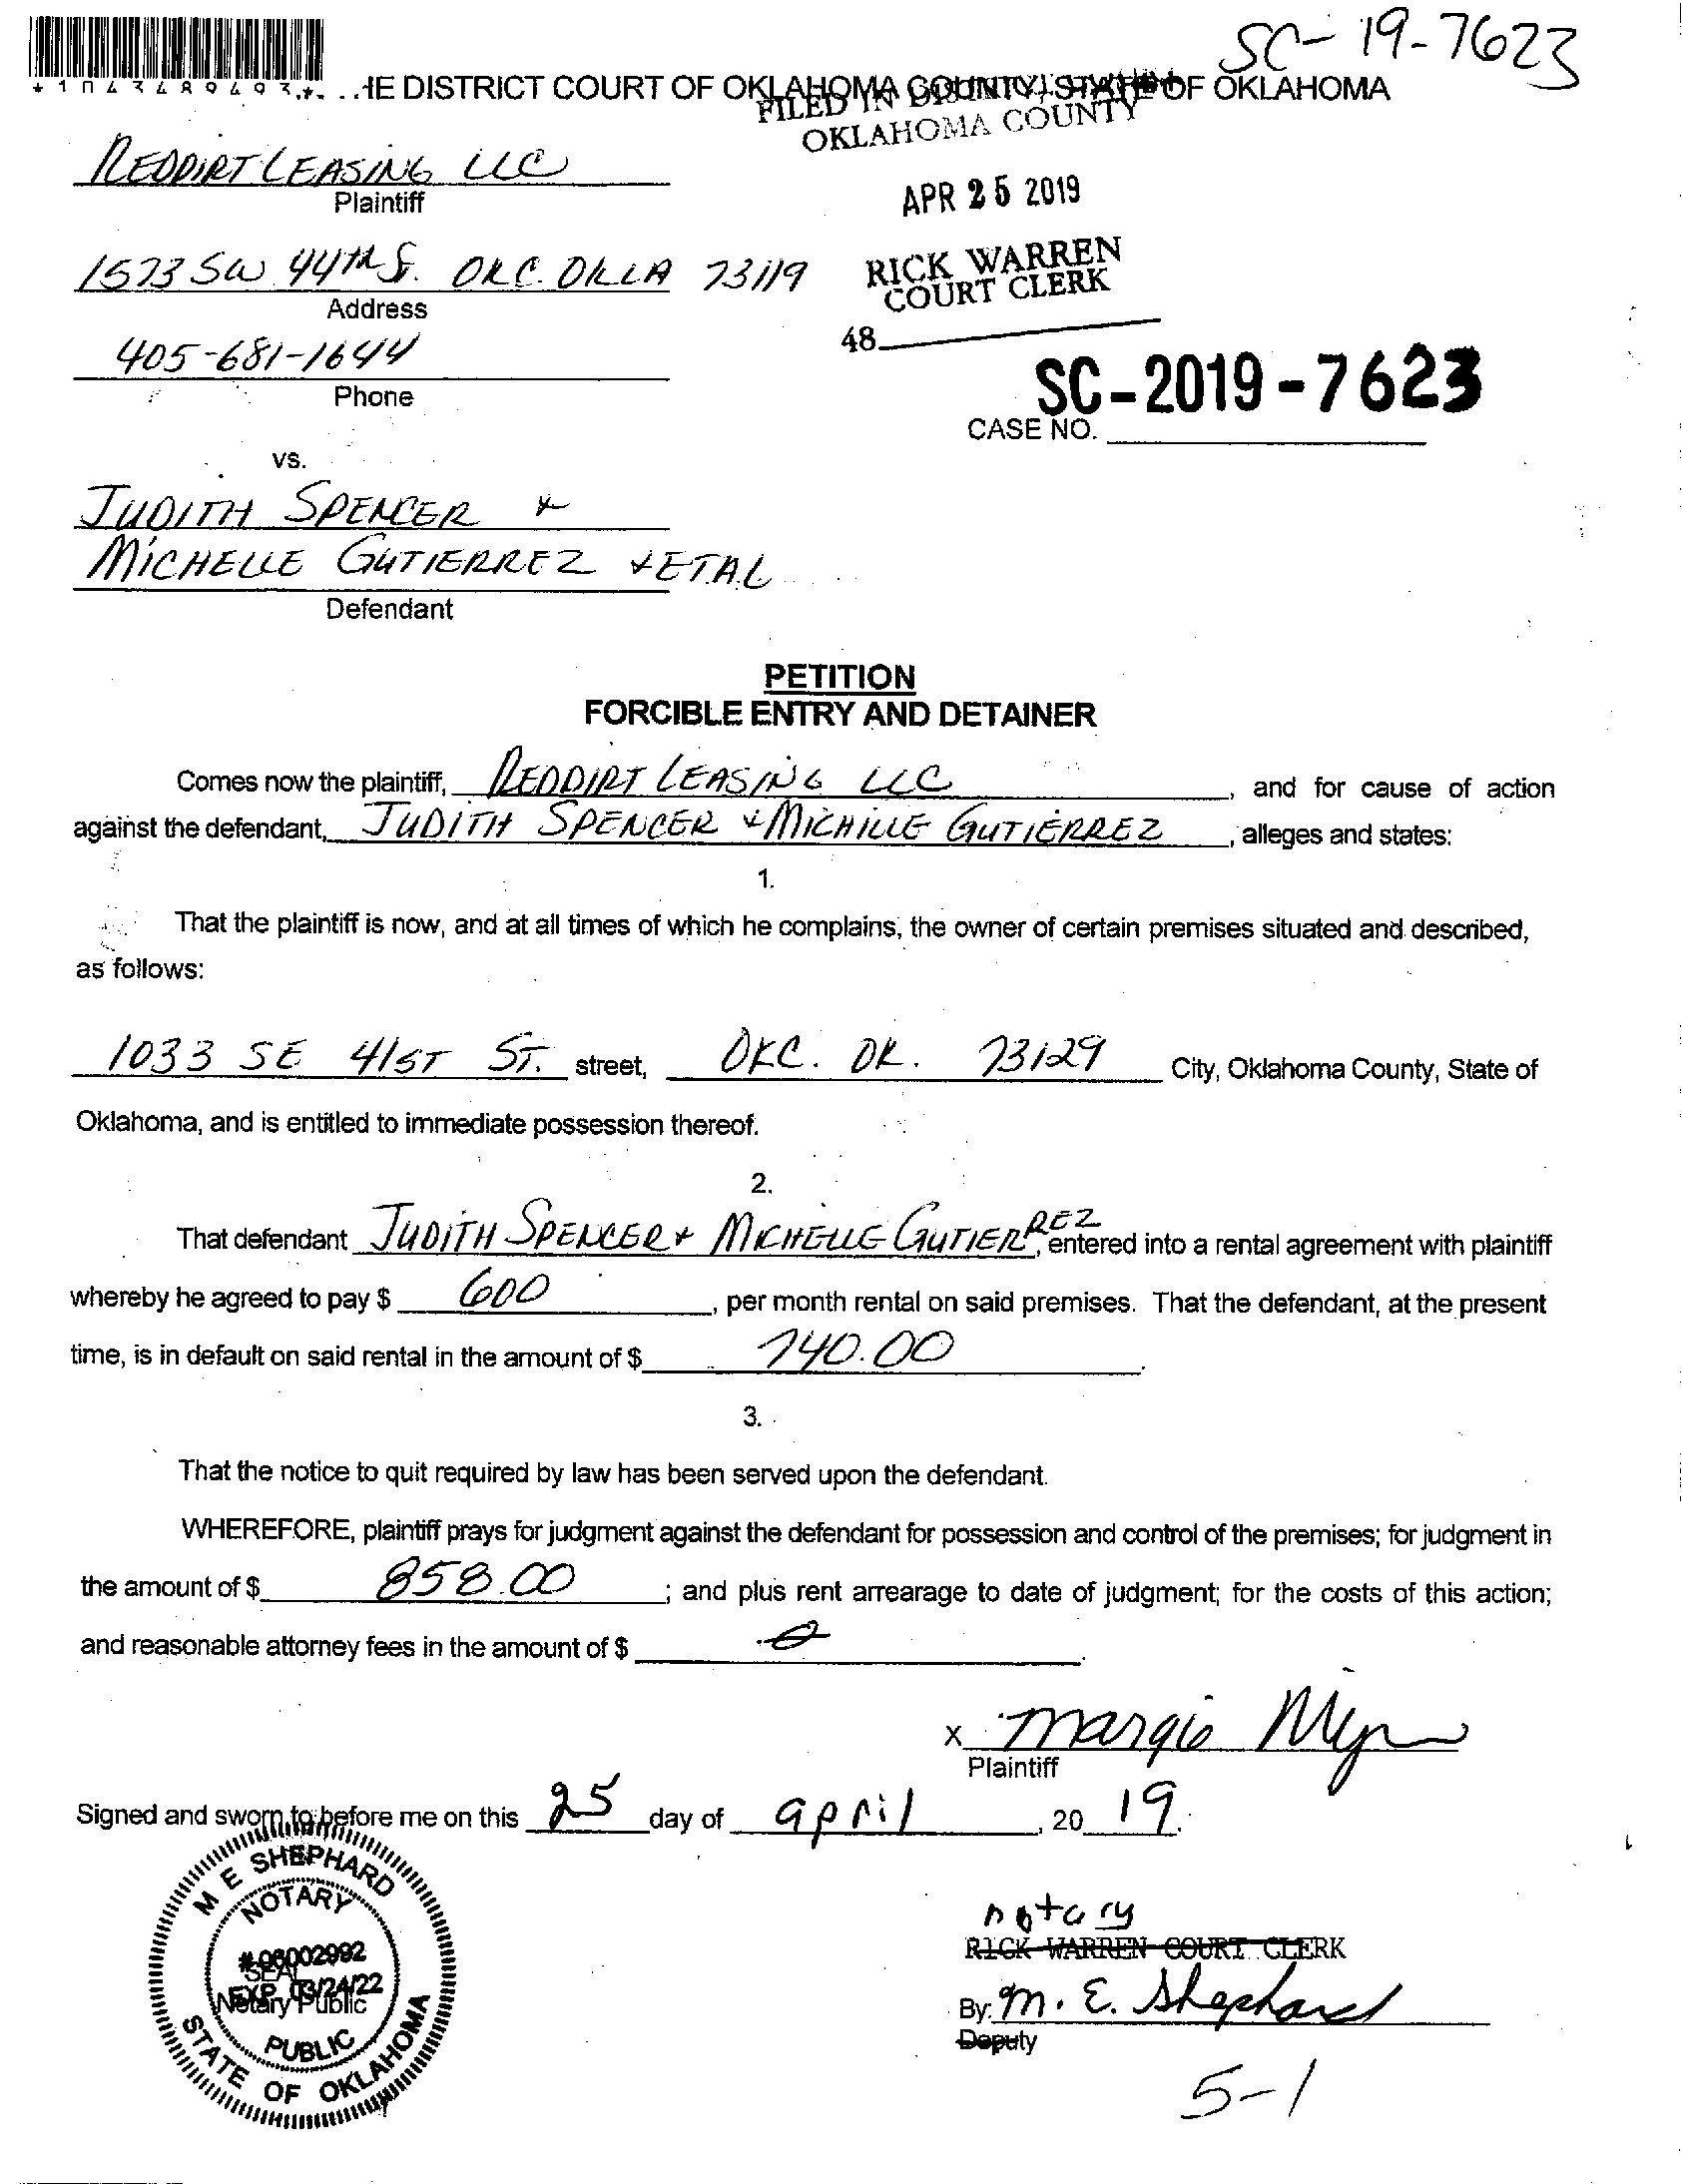 SC-19-7623
*1043489493*
HE DISTRICT COURT OF OKLAHOMA COUNTY, STATE OF OKLAHOMA
FILED IN DISTRICT COURT
OKLAHOMA COUNTY
REDDIRT LEASING LLC
Plaintiff
APR 25 2019
1573 SW 44th St. OKC. OKLA 73119
Address
RICK WARREN
COURT CLERK
405-681-1644
Phone
48
SC-2019-7623
CASE NO.
vs.
JUDITH SPENCER &
MICHELLE GUTIERREZ & ETAL
Defendant
PETITION
FORCIBLE ENTRY AND DETAINER
Comes now the plaintiff, REDDIRT LEASING LLC, and for cause of action
against the defendant, JUDITH SPENCER & MICHILLE GUTIERREZ, alleges and states:
1.
That the plaintiff is now, and at all times of which he complains, the owner of certain premises situated and described,
as follows:
1033 SE 41ST ST. street, OKC. OK. 73129 City, Oklahoma County, State of
Oklahoma, and is entitled to immediate possession thereof.
2.
That defendant JUDITH SPENCER & MICHELLE GUTIERREZ, entered into a rental agreement with plaintiff
whereby he agreed to pay $ 600, per month rental on said premises. That the defendant, at the present
time, is in default on said rental in the amount of $ 740.00.
3.
That the notice to quit required by law has been served upon the defendant.
WHEREFORE, plaintiff prays for judgment against the defendant for possession and control of the premises; for judgment in
the amount of $ 858.00; and plus rent arrearage to date of judgment; for the costs of this action;
and reasonable attorney fees in the amount of $ 0.
x Margie
Plaintiff
Signed and sworn to before me on this 25 day of april, 20 19.
M E SHEPHARD
NOTARY
# 06002992
SEAL
EXP. 03/24/22
Notary Public
PUBLIC
STATE OF OKLAHOMA
notary
RICK WARREN COURT CLERK
By: M. E. Shephard
Deputy
5-1